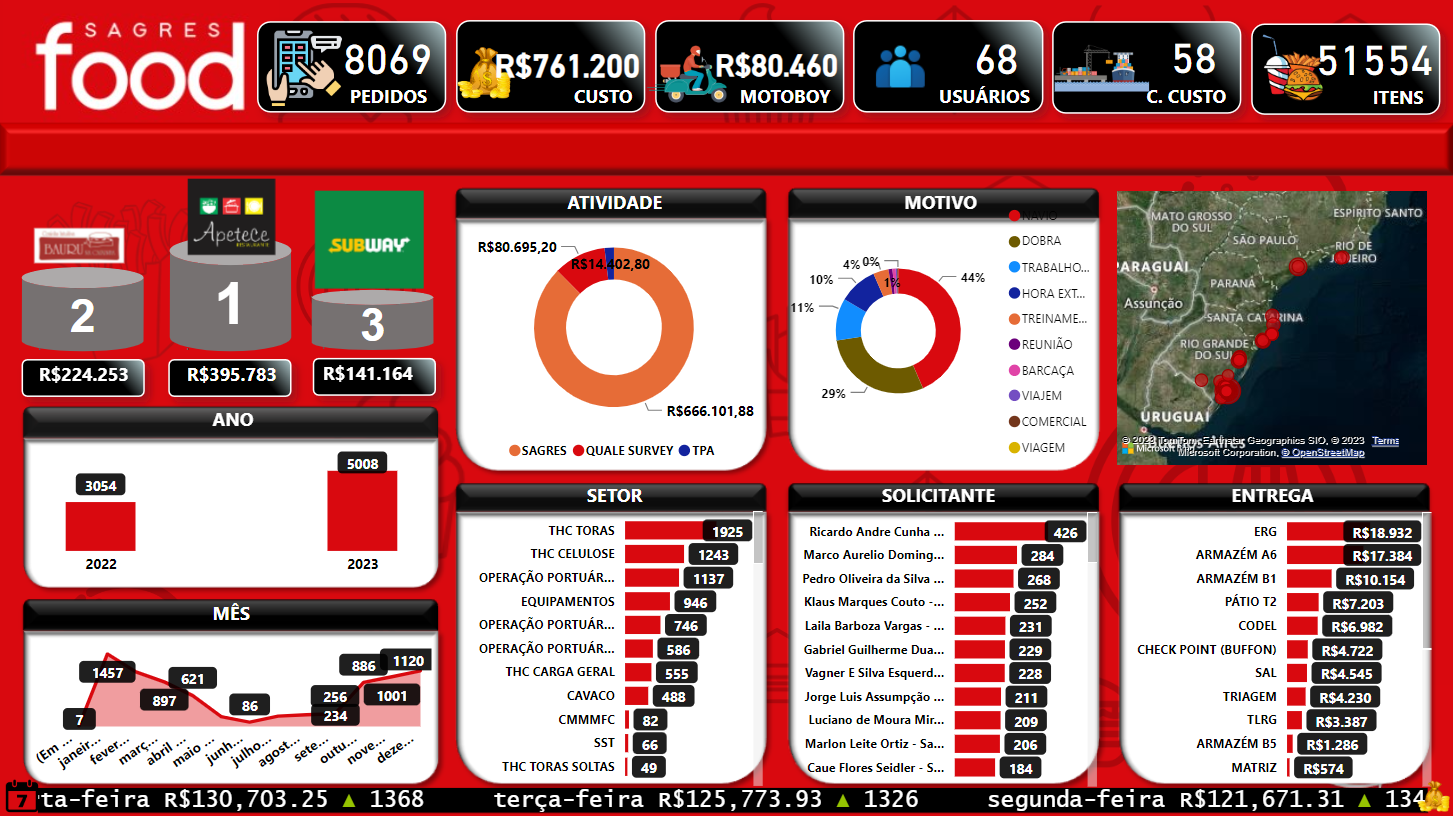 SAGRES
food
8069
PEDIDOS
R$761.200
CUSTO
R$80.460
MOTOBOY
68
USUÁRIOS
58
C. CUSTO
51554
ITENS
BAURU
2
R$224.253
Apetece
1
R$395.783
SUBWAY
3
R$141.164
ANO
3054
5008
2022
2023
MÊS
7
1457
897
621
86
256
234
886
1001
1120
(Em ...
janeir...
fever...
març...
abril ...
maio ...
junh...
julho...
agost...
sete...
outu...
nove...
deze...
ATIVIDADE
R$80.695,20
R$14.402,80
R$666.101,88
SAGRES
QUALE SURVEY
TPA
MOTIVO
44%
29%
11%
10%
4%
0%
1%
NAVIO
DOBRA
TRABALHO...
HORA EXT...
TREINAME...
REUNIÃO
BARCAÇA
VIAJEM
COMERCIAL
VIAGEM
MATO GROSSO
DO SUL
ESPÍRITO SANTO
SÃO PAULO
RIO DE
JANEIRO
PARAGUAI
PARANÁ
Assunção
SANTA CATARINA
RIO GRANDE
DO SUL
URUGUAI
Buenos Aires
© 2023 TomTom, Earthstar Geographics SIO, © 2023
Terms
Microsoft
Microsoft Corporation, © OpenStreetMap
SETOR
THC TORAS 1925
THC CELULOSE 1243
OPERAÇÃO PORTUÁR... 1137
EQUIPAMENTOS 946
OPERAÇÃO PORTUÁR... 746
OPERAÇÃO PORTUÁR... 586
THC CARGA GERAL 555
CAVACO 488
CMMMFC 82
SST 66
THC TORAS SOLTAS 49
SOLICITANTE
Ricardo Andre Cunha ... 426
Marco Aurelio Doming... 284
Pedro Oliveira da Silva ... 268
Klaus Marques Couto -... 252
Laila Barboza Vargas - ... 231
Gabriel Guilherme Dua... 229
Vagner E Silva Esquerd... 228
Jorge Luis Assumpção ... 211
Luciano de Moura Mir... 209
Marlon Leite Ortiz - Sa... 206
Caue Flores Seidler - S... 184
ENTREGA
ERG R$18.932
ARMAZÉM A6 R$17.384
ARMAZÉM B1 R$10.154
PÁTIO T2 R$7.203
CODEL R$6.982
CHECK POINT (BUFFON) R$4.722
SAL R$4.545
TRIAGEM R$4.230
TLRG R$3.387
ARMAZÉM B5 R$1.286
MATRIZ R$574
7
ta-feira R$130,703.25 ▲ 1368 terça-feira R$125,773.93 ▲ 1326 segunda-feira R$121,671.31 ▲ 134